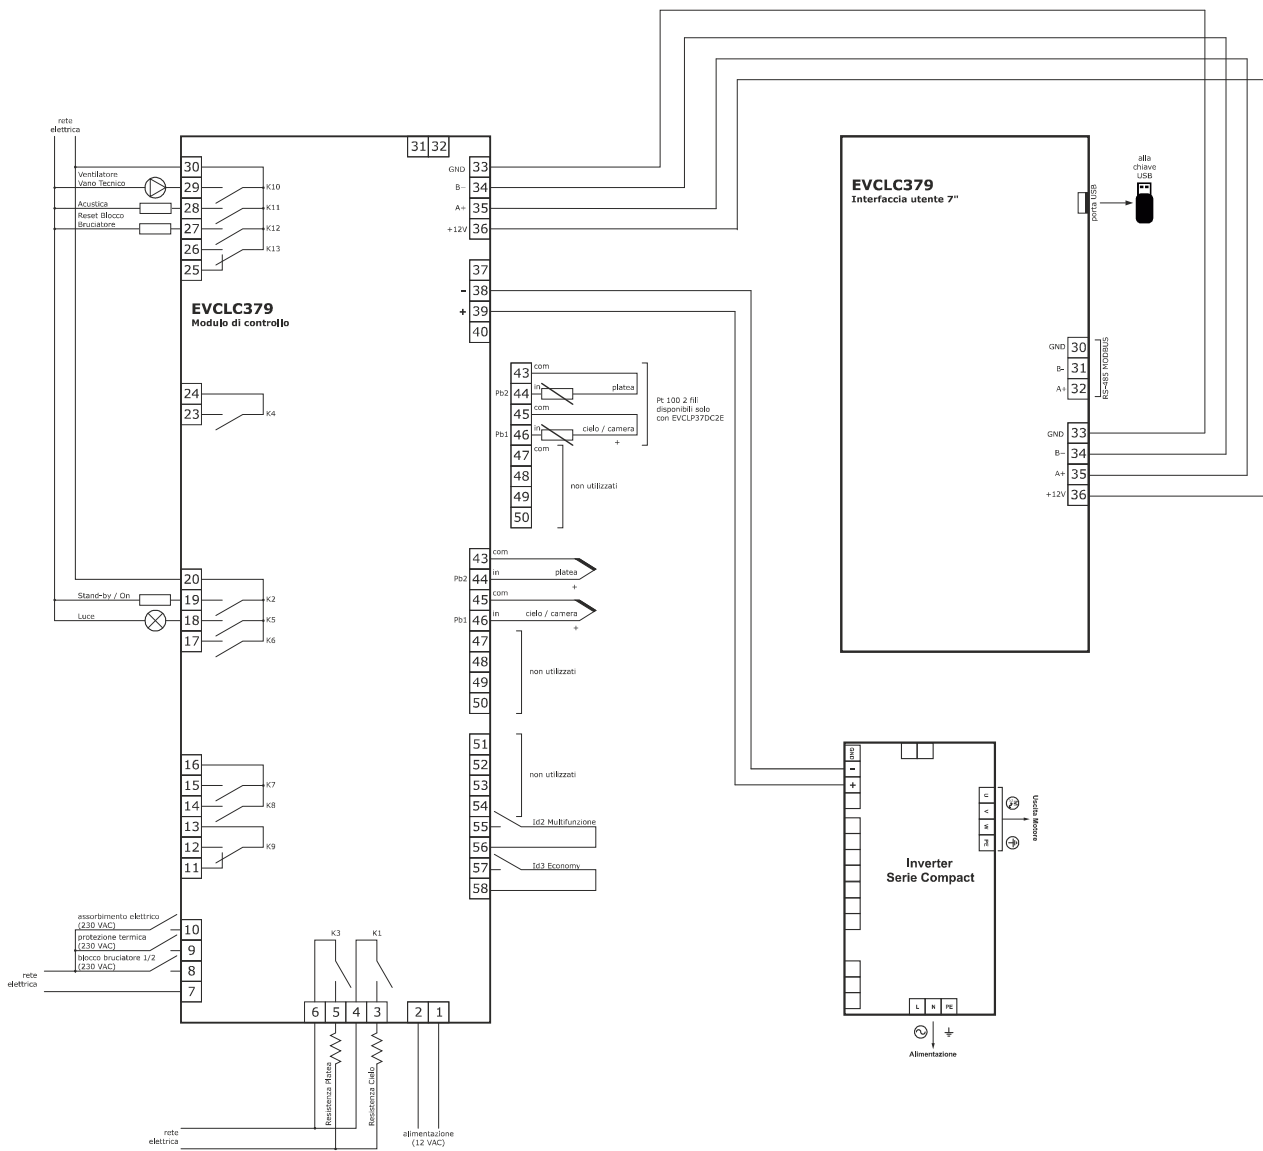 rete
elettrica
31 32
30
29
28
27
26
25
Ventilatore
Vano Tecnico
Acustica
Reset Blocco
Bruciatore
K10
K11
K12
K13
GND 33
B- 34
A+ 35
+12V 36
37
- 38
+ 39
40
EVCLC379
Modulo di controllo
24
23
K4
43 com
Pb2 44 in platea
45 com
Pb1 46 in cielo / camera
+
47 com
48
49
50
non utilizzati
Pt 100 2 fili
disponibili solo
con EVCLP37DC2E
20
19
18
17
Stand-by / On
Luce
K2
K5
K6
43 com
Pb2 44 in platea
+
45 com
Pb1 46 in cielo / camera
+
47
48
49
50
non utilizzati
16
15
14
13
12
11
K7
K8
K9
51
52
53
54
non utilizzati
55 Id2 Multifunzione
56
57 Id3 Economy
58
assorbimento elettrico
(230 VAC)
protezione termica
(230 VAC)
blocco bruciatore 1/2
(230 VAC)
10
9
8
7
rete
elettrica
K3 K1
6 5 4 3 2 1
Resistenza Platea
Resistenza Cielo
rete
elettrica
alimentazione
(12 VAC)
EVCLC379
Interfaccia utente 7"
porta USB
alla
chiave
USB
GND 30
B- 31
A+ 32
RS-485 MODBUS
GND 33
B- 34
A+ 35
+12V 36
GND
-
+
U
V
W
PE
Uscita Motore
Inverter
Serie Compact
L N PE
Alimentazione